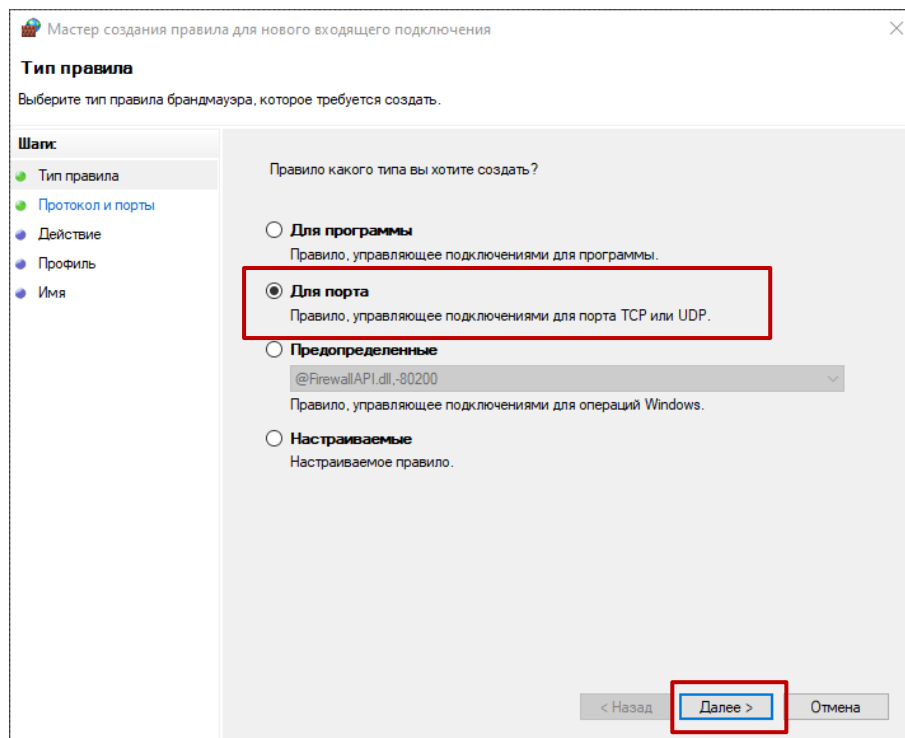 Мастер создания правила для нового входящего подключения
Тип правила
Выберите тип правила брандмауэра, которое требуется создать.
Шаги:
Тип правила
Протокол и порты
Действие
Профиль
Имя
Правило какого типа вы хотите создать?
Для программы
Правило, управляющее подключениями для программы.
Для порта
Правило, управляющее подключениями для порта TCP или UDP.
Предопределенные
@FirewallAPI.dll,-80200
Правило, управляющее подключениями для операций Windows.
Настраиваемые
Настраиваемое правило.
< Назад
Далее >
Отмена